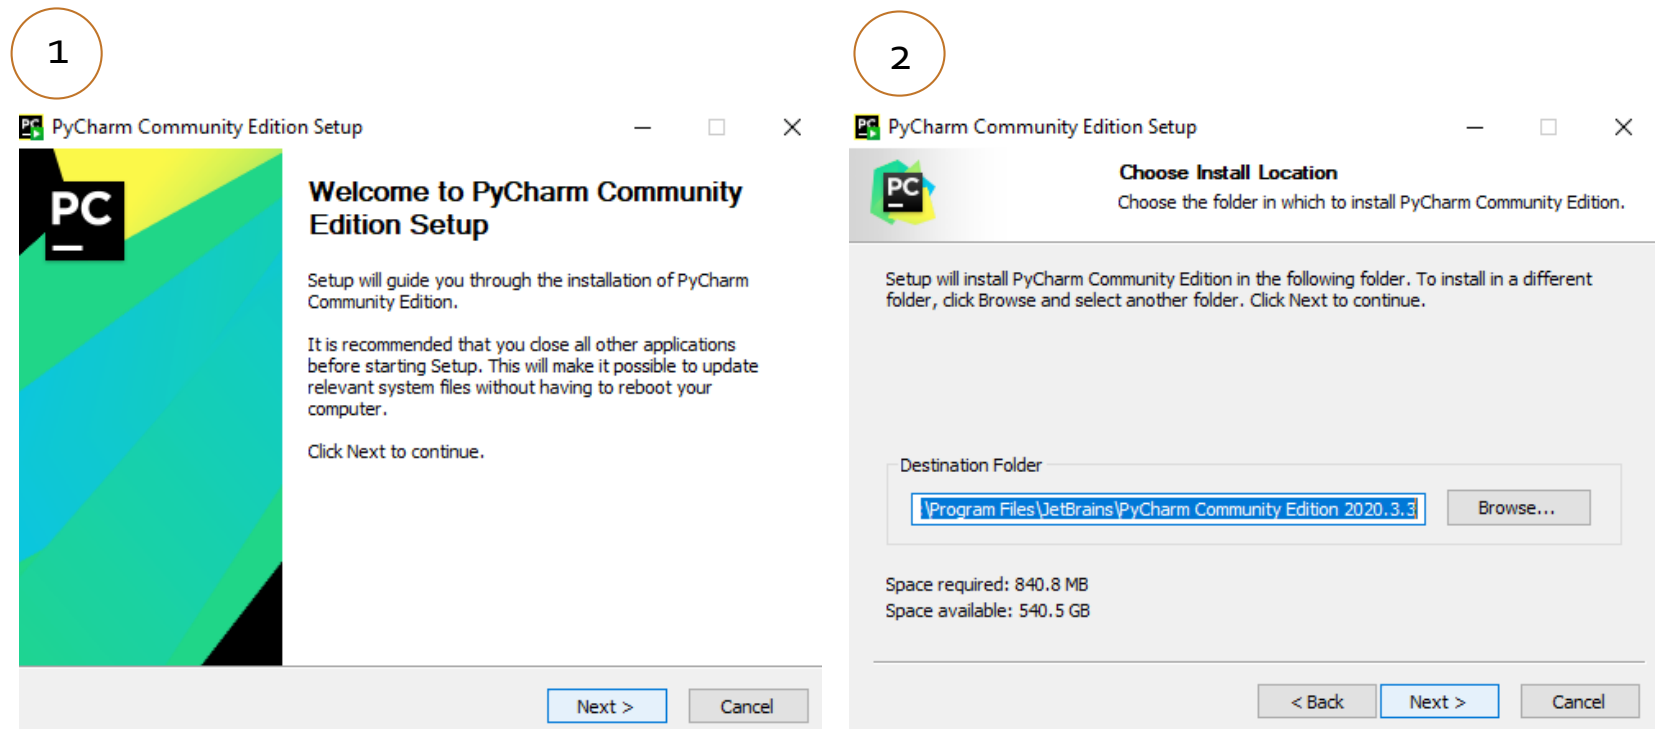 1
PC PyCharm Community Edition Setup
PC
Welcome to PyCharm Community
Edition Setup
Setup will guide you through the installation of PyCharm
Community Edition.
It is recommended that you close all other applications
before starting Setup. This will make it possible to update
relevant system files without having to reboot your
computer.
Click Next to continue.
Next >
Cancel
2
PC PyCharm Community Edition Setup
PC
Choose Install Location
Choose the folder in which to install PyCharm Community Edition.
Setup will install PyCharm Community Edition in the following folder. To install in a different
folder, click Browse and select another folder. Click Next to continue.
Destination Folder
\Program Files\JetBrains\PyCharm Community Edition 2020.3.3
Browse...
Space required: 840.8 MB
Space available: 540.5 GB
< Back
Next >
Cancel